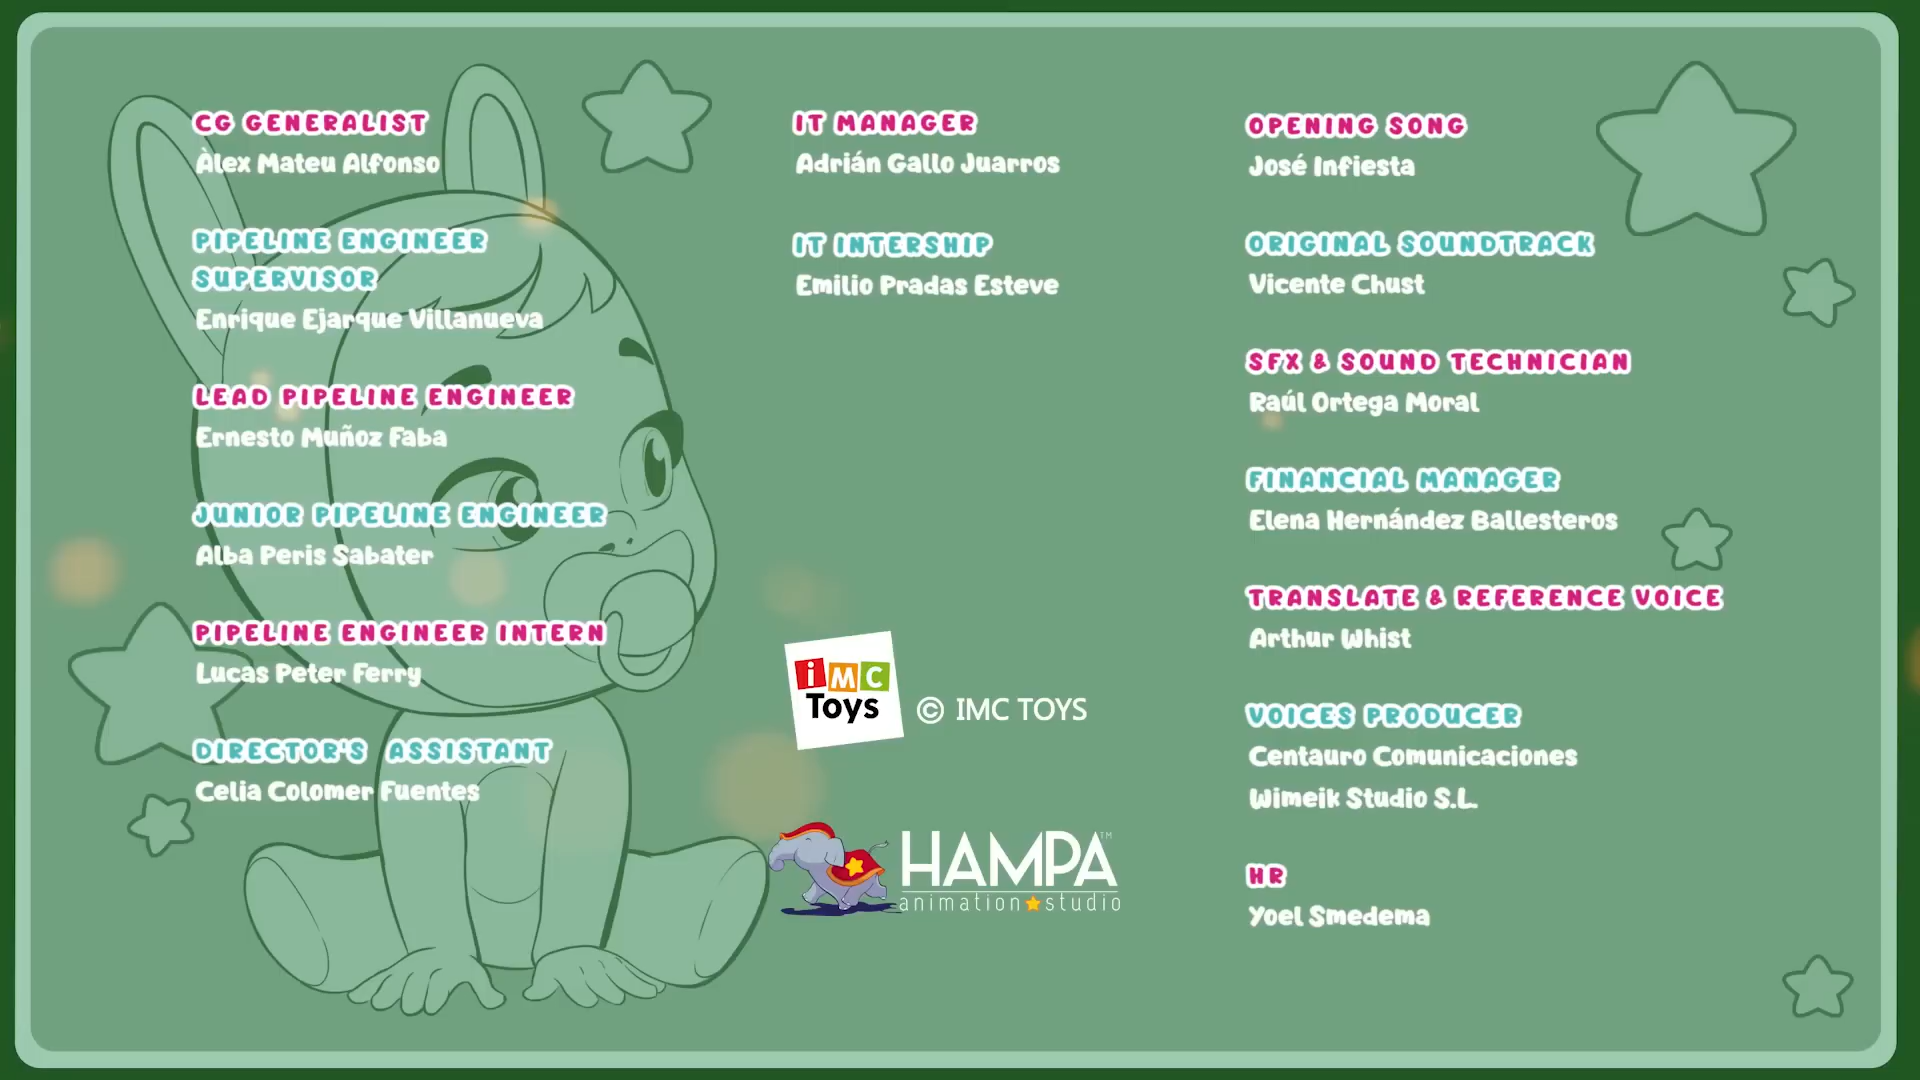 CG GENERALIST
Àlex Mateu Alfonso
PIPELINE ENGINEER
SUPERVISOR
Enrique Ejarque Villanueva
LEAD PIPELINE ENGINEER
Ernesto Muñoz Faba
JUNIOR PIPELINE ENGINEER
Alba Peris Sabater
PIPELINE ENGINEER INTERN
Lucas Peter Ferry
DIRECTOR'S ASSISTANT
Celia Colomer Fuentes
IT MANAGER
Adrián Gallo Juarros
IT INTERSHIP
Emilio Pradas Esteve
iMC
Toys
© IMC TOYS
HAMPA™
animation studio
OPENING SONG
José Infiesta
ORIGINAL SOUNDTRACK
Vicente Chust
SFX & SOUND TECHNICIAN
Raúl Ortega Moral
FINANCIAL MANAGER
Elena Hernández Ballesteros
TRANSLATE & REFERENCE VOICE
Arthur Whist
VOICES PRODUCER
Centauro Comunicaciones
Wimeik Studio S.L.
HR
Yoel Smedema